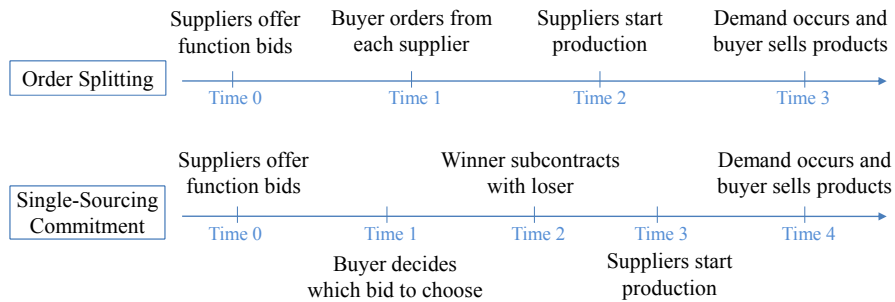 Suppliers offer
function bids
Buyer orders from
each supplier
Suppliers start
production
Demand occurs and
buyer sells products
Order Splitting
Time 0
Time 1
Time 2
Time 3
Suppliers offer
function bids
Winner subcontracts
with loser
Demand occurs and
buyer sells products
Single-Sourcing
Commitment
Time 0
Time 1
Time 2
Time 3
Time 4
Buyer decides
which bid to choose
Suppliers start
production